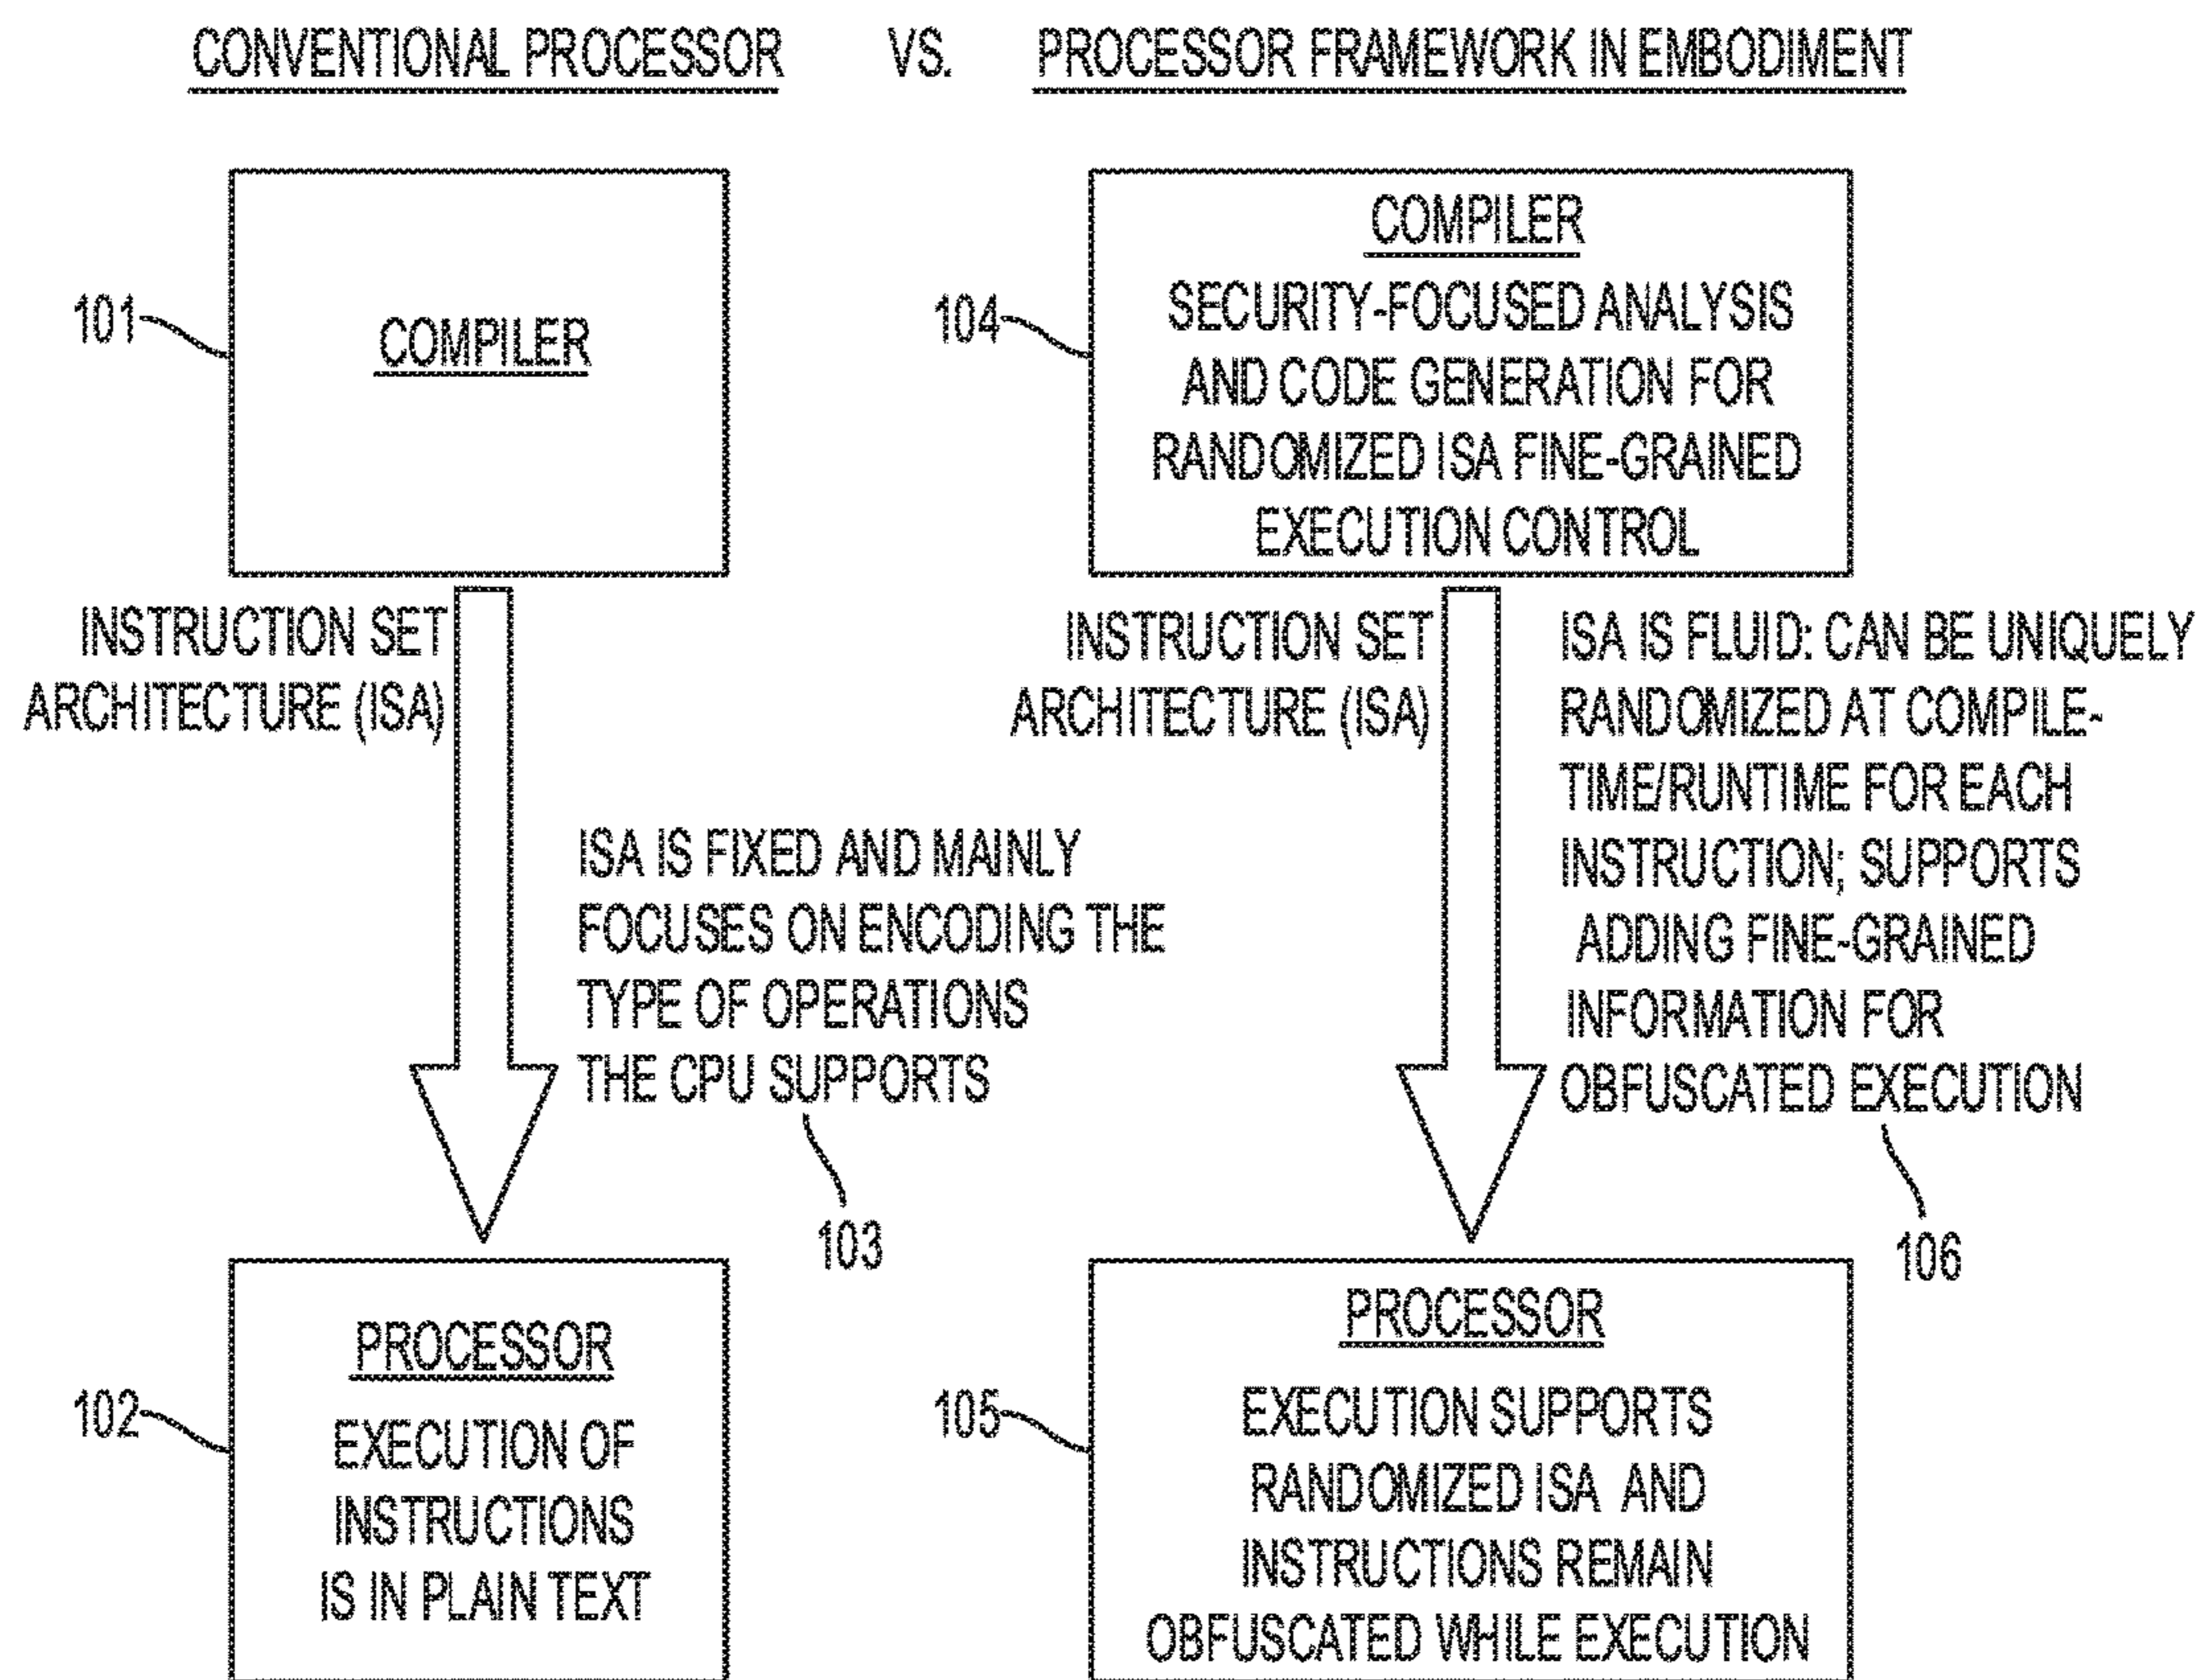 CONVENTIONAL PROCESSOR VS. PROCESSOR FRAMEWORK IN EMBODIMENT
101
COMPILER
INSTRUCTION SET
ARCHITECTURE (ISA)
ISA IS FIXED AND MAINLY
FOCUSES ON ENCODING THE
TYPE OF OPERATIONS
THE CPU SUPPORTS
103
102
PROCESSOR
EXECUTION OF
INSTRUCTIONS
IS IN PLAIN TEXT
104
COMPILER
SECURITY-FOCUSED ANALYSIS
AND CODE GENERATION FOR
RANDOMIZED ISA FINE-GRAINED
EXECUTION CONTROL
INSTRUCTION SET
ARCHITECTURE (ISA)
ISA IS FLUID: CAN BE UNIQUELY
RANDOMIZED AT COMPILE-
TIME/RUNTIME FOR EACH
INSTRUCTION; SUPPORTS
ADDING FINE-GRAINED
INFORMATION FOR
OBFUSCATED EXECUTION
106
105
PROCESSOR
EXECUTION SUPPORTS
RANDOMIZED ISA AND
INSTRUCTIONS REMAIN
OBFUSCATED WHILE EXECUTION